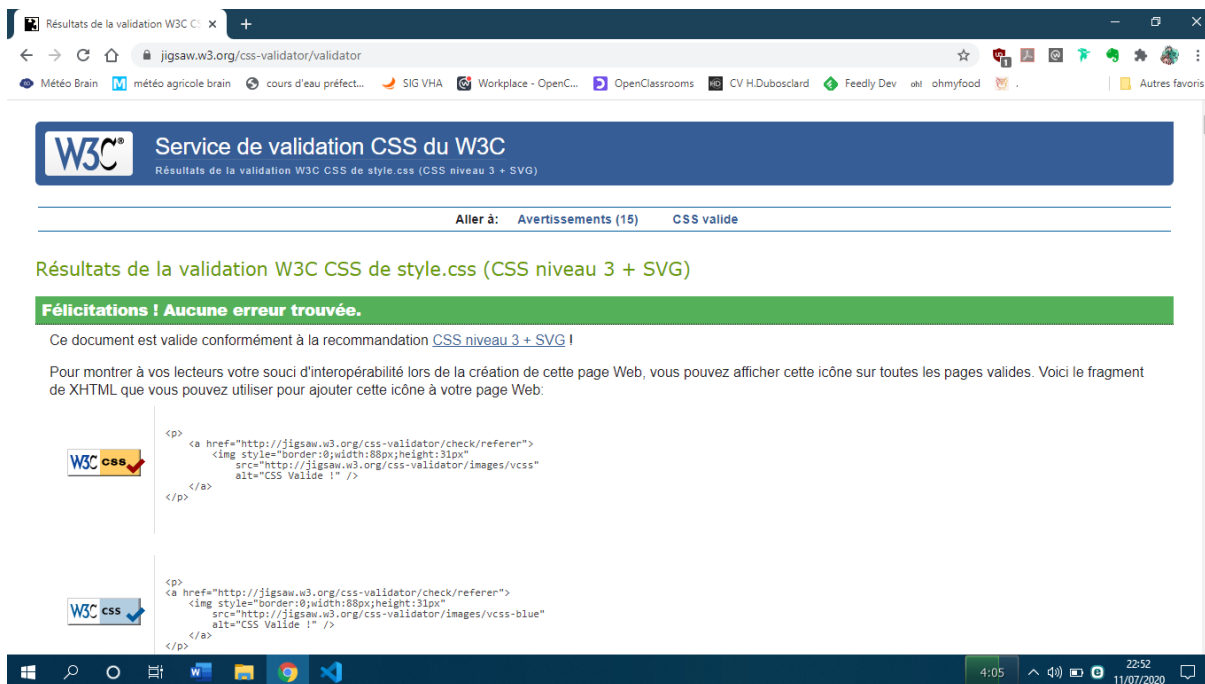 Résultats de la validation W3C CS
jigsaw.w3.org/css-validator/validator
Météo Brain météo agricole brain cours d'eau préfect... SIG VHA Workplace - OpenC... OpenClassrooms CV H.Dubosclard Feedly Dev oh! ohmyfood . Autres favoris
W3C® Service de validation CSS du W3C
Résultats de la validation W3C CSS de style.css (CSS niveau 3 + SVG)
Aller à: Avertissements (15) CSS valide
Résultats de la validation W3C CSS de style.css (CSS niveau 3 + SVG)
Félicitations ! Aucune erreur trouvée.
Ce document est valide conformément à la recommandation CSS niveau 3 + SVG !
Pour montrer à vos lecteurs votre souci d'interopérabilité lors de la création de cette page Web, vous pouvez afficher cette icône sur toutes les pages valides. Voici le fragment
de XHTML que vous pouvez utiliser pour ajouter cette icône à votre page Web:
<p>
<a href="http://jigsaw.w3.org/css-validator/check/referer">
<img style="border:0;width:88px;height:31px"
W3C css
src="http://jigsaw.w3.org/css-validator/images/vcss"
alt="CSS Valide !" />
</a>
</p>
<p>
<a href="http://jigsaw.w3.org/css-validator/check/referer">
<img style="border:0;width:88px;height:31px"
W3C css
src="http://jigsaw.w3.org/css-validator/images/vcss-blue"
alt="CSS Valide !" />
</a>
</p>
4:05
22:52
11/07/2020